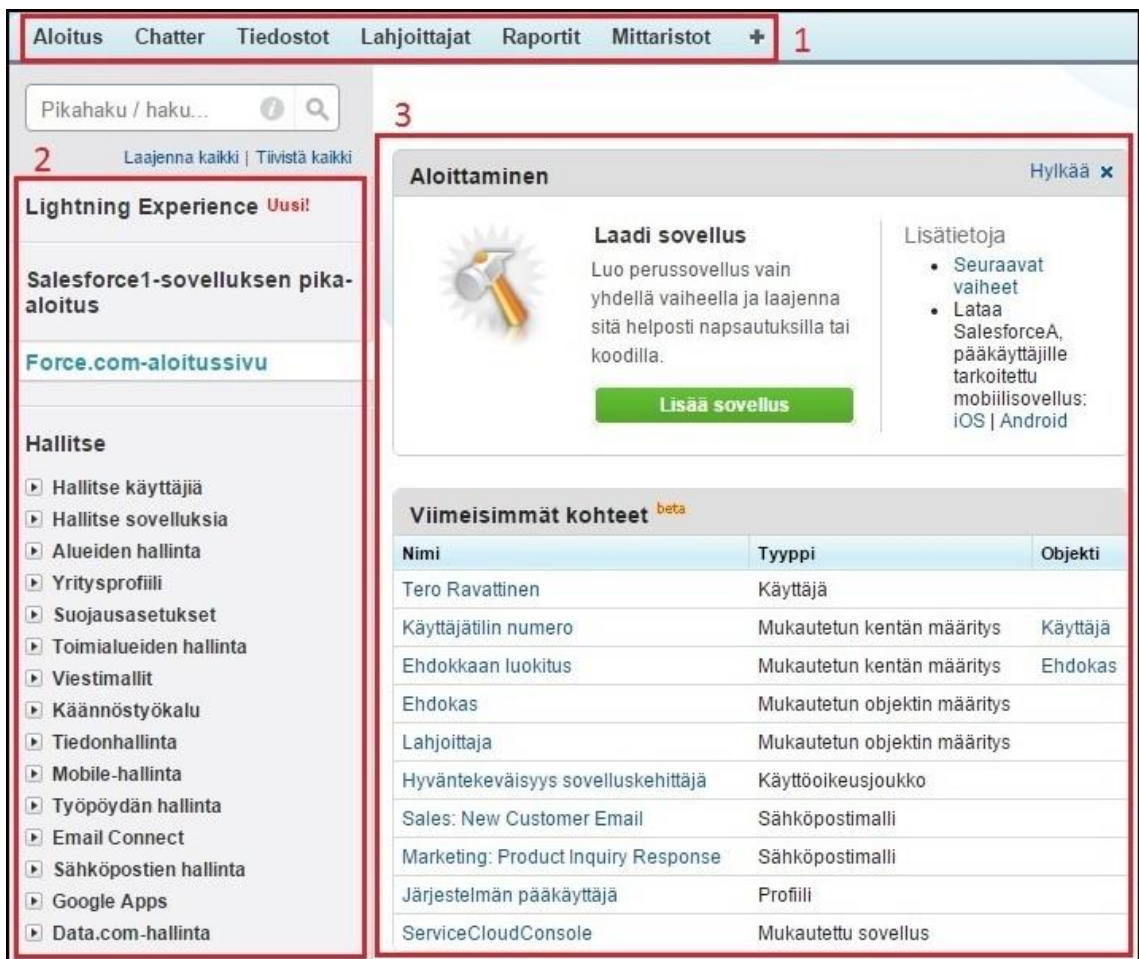 Aloitus Chatter Tiedostot Lahjoittajat Raportit Mittaristot + 1
Pikahaku / haku...
Laajenna kaikki | Tiivistä kaikki
2
Lightning Experience Uusi!
Salesforce1-sovelluksen pika-
aloitus
Force.com-aloitussivu
Hallitse
Hallitse käyttäjiä
Hallitse sovelluksia
Alueiden hallinta
Yritysprofiili
Suojausasetukset
Toimialueiden hallinta
Viestimallit
Käännöstyökalu
Tiedonhallinta
Mobile-hallinta
Työpöydän hallinta
Email Connect
Sähköpostien hallinta
Google Apps
Data.com-hallinta
3
Aloittaminen
Hylkää x
Laadi sovellus
Luo perussovellus vain
yhdellä vaiheella ja laajenna
sitä helposti napsautuksilla tai
koodilla.
Lisää sovellus
Lisätietoja
• Seuraavat
vaiheet
• Lataa
SalesforceA,
pääkäyttäjille
tarkoitettu
mobiilisovellus:
iOS | Android
Viimeisimmät kohteet beta
Nimi Tyyppi Objekti
Tero Ravattinen Käyttäjä
Käyttäjätilin numero Mukautetun kentän määritys Käyttäjä
Ehdokkaan luokitus Mukautetun kentän määritys Ehdokas
Ehdokas Mukautetun objektin määritys
Lahjoittaja Mukautetun objektin määritys
Hyväntekeväisyys sovelluskehittäjä Käyttöoikeusjoukko
Sales: New Customer Email Sähköpostimalli
Marketing: Product Inquiry Response Sähköpostimalli
Järjestelmän pääkäyttäjä Profiili
ServiceCloudConsole Mukautettu sovellus